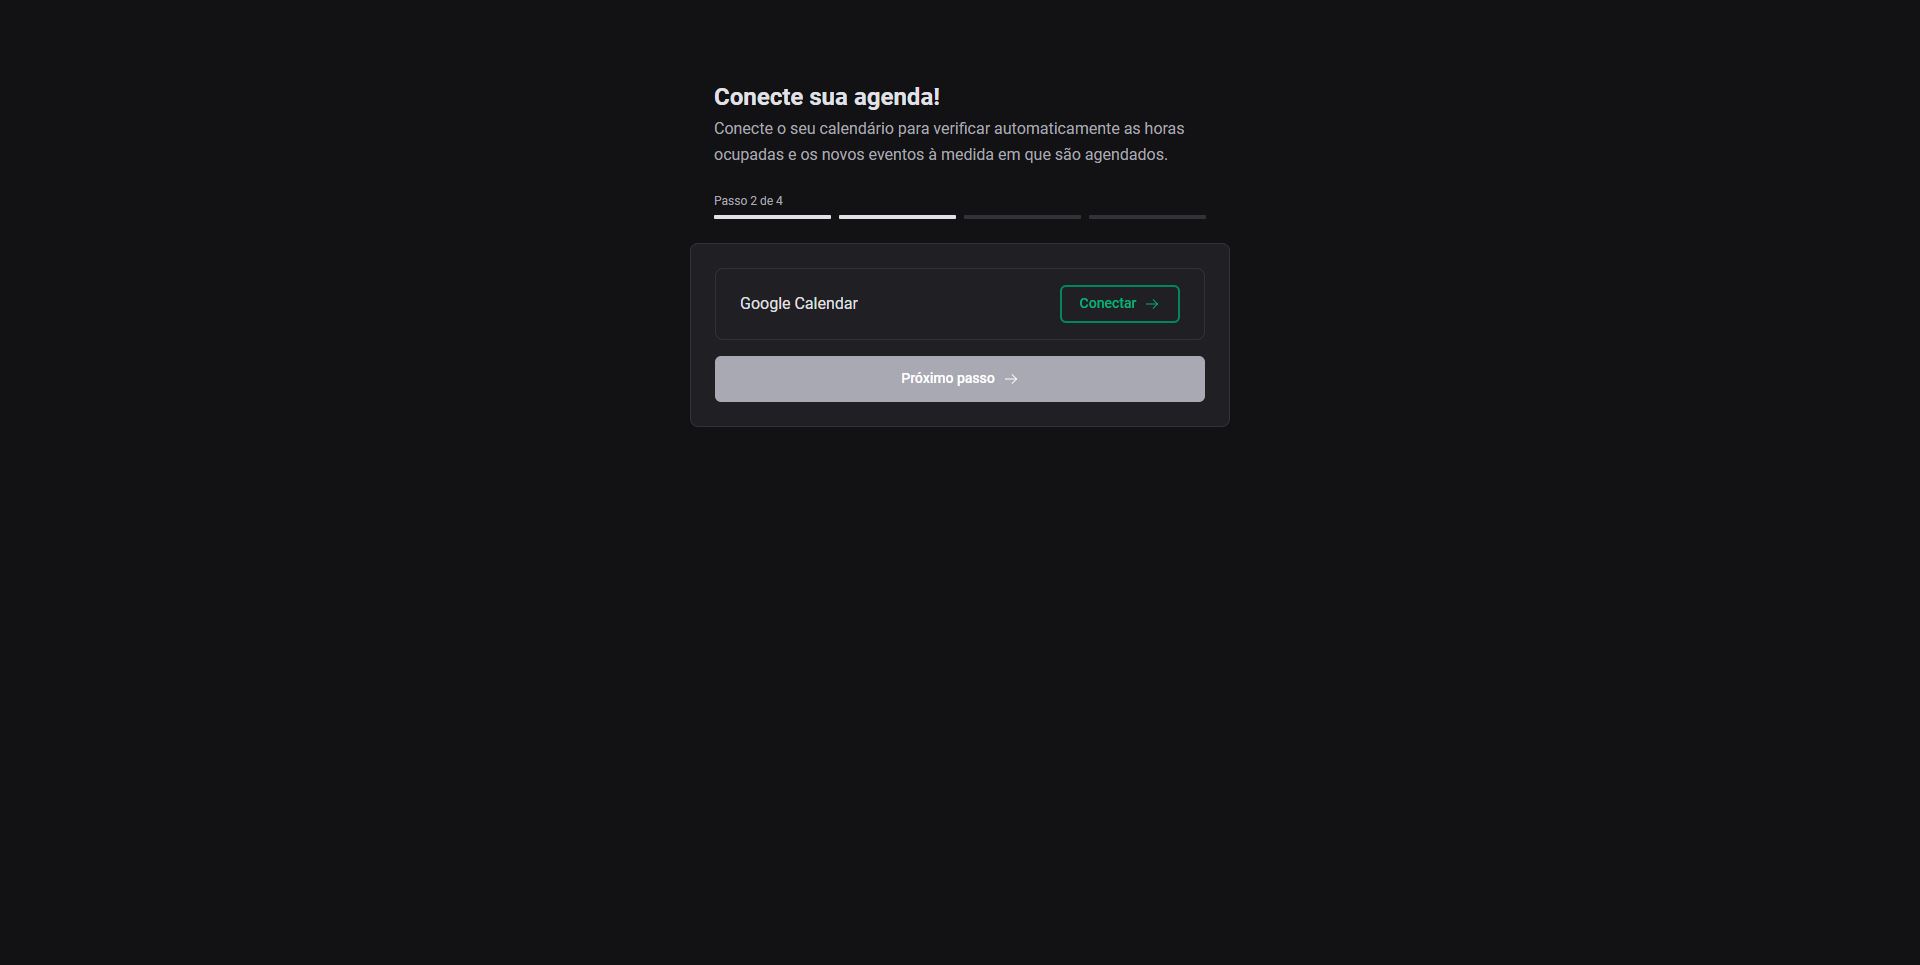 Conecte sua agenda!
Conecte o seu calendário para verificar automaticamente as horas
ocupadas e os novos eventos à medida em que são agendados.
Passo 2 de 4
Google Calendar
Conectar
Próximo passo